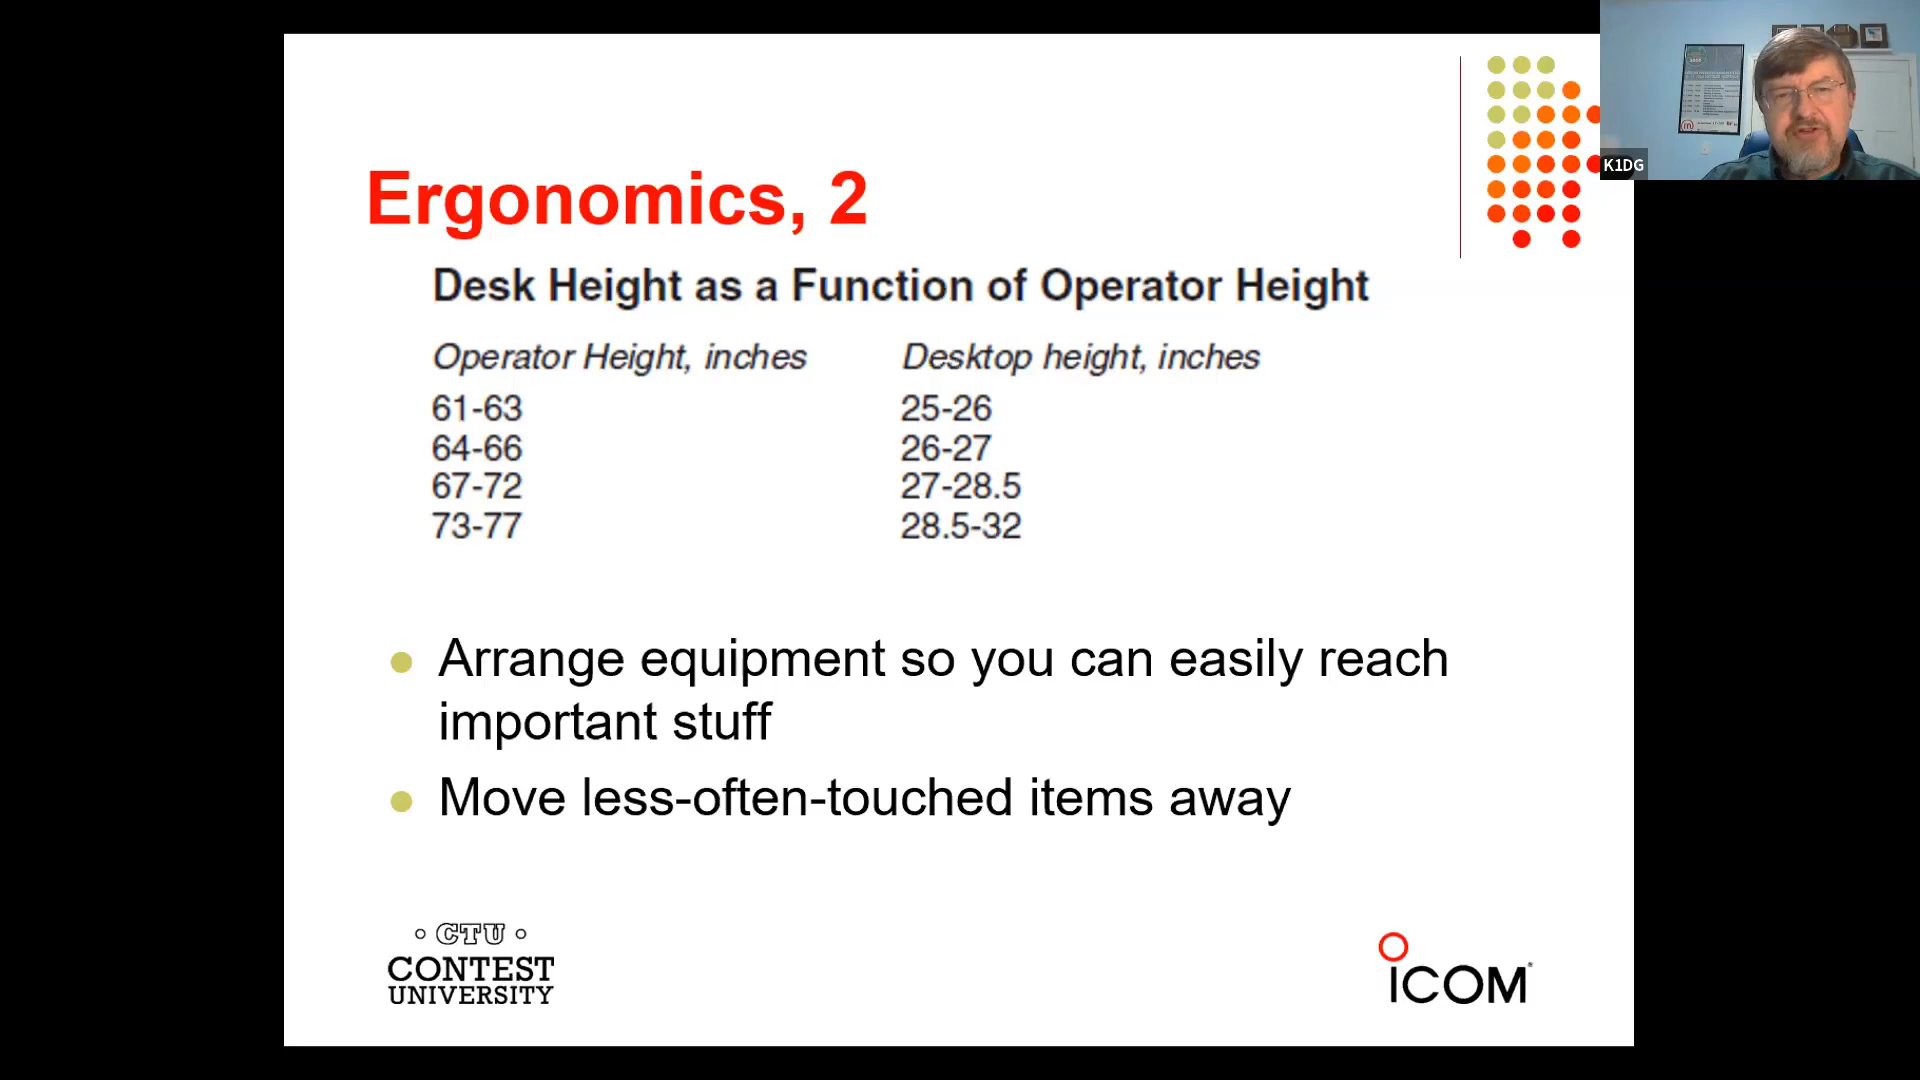 K1DG
Ergonomics, 2
Desk Height as a Function of Operator Height
Operator Height, inches Desktop height, inches
61-63 25-26
64-66 26-27
67-72 27-28.5
73-77 28.5-32
Arrange equipment so you can easily reach
important stuff
Move less-often-touched items away
CTU
CONTEST
UNIVERSITY
ICOM